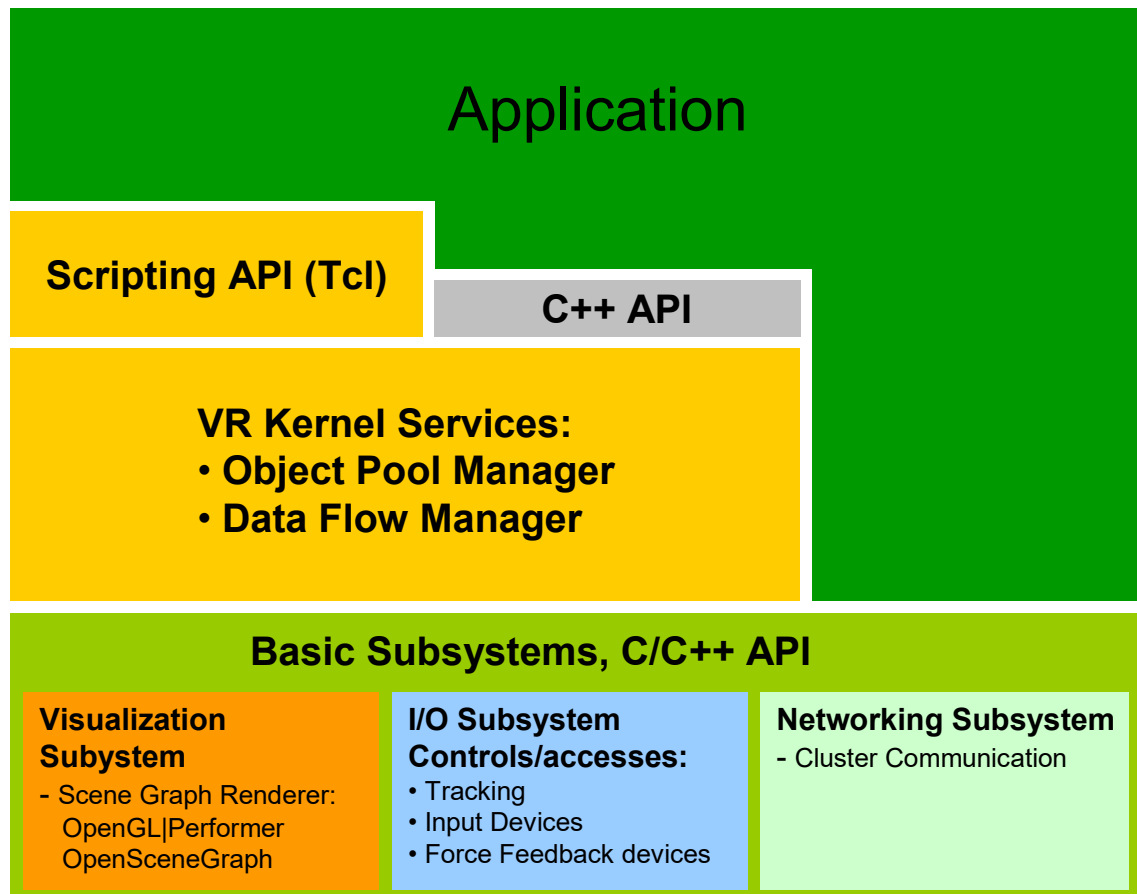 Application
Scripting API (Tcl)
C++ API
VR Kernel Services:
• Object Pool Manager
• Data Flow Manager
Basic Subsystems, C/C++ API
Visualization
Subystem
- Scene Graph Renderer:
OpenGL|Performer
OpenSceneGraph
I/O Subsystem
Controls/accesses:
• Tracking
• Input Devices
• Force Feedback devices
Networking Subsystem
- Cluster Communication